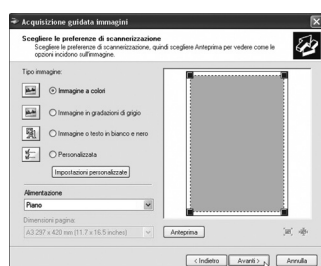 Acquisizione guidata immagini
Scegliere le preferenze di scannerizzazione
Scegliere le preferenze di scannerizzazione, quindi scegliere Anteprima per vedere come le
opzioni incidono sull'immagine.
Tipo immagine:
Immagine a colori
Immagine in gradazioni di grigio
Immagine o testo in bianco e nero
Personalizzata
Impostazioni personalizzate
Alimentazione
Piano
Dimensioni pagina:
A3 297 x 420 mm (11.7 x 16.5 inches)
Anteprima
< Indietro
Avanti >
Annulla